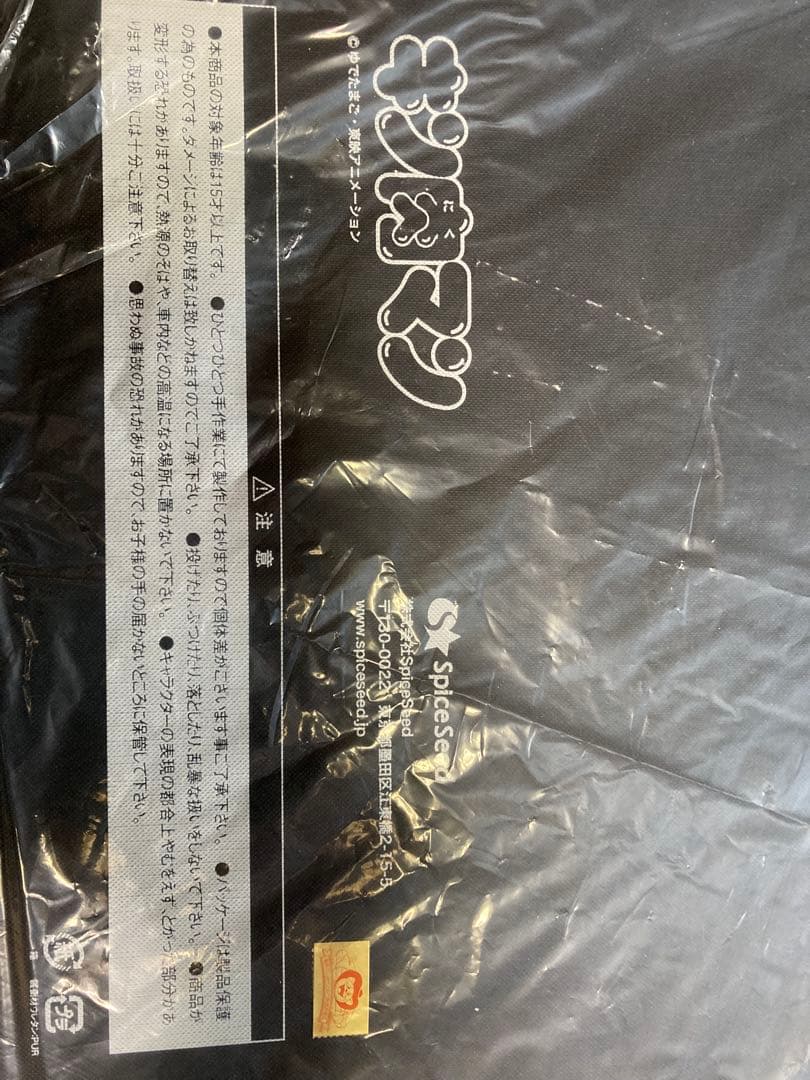 キン肉マン
にく
©ゆでたまご・東映アニメーション
SpiceSeed
株式会社SpiceSeed
〒130-0022 東京都墨田区江東橋2-15-5
www.spiceseed.jp
⚠ 注意
●本商品の対象年齢は15才以上です。 ●ひとつひとつ手作業にて製作しておりますので個体差がございます事ご了承下さい。 ●パッケージは製品保護
の為のものです。ダメージによるお取り替えは致しかねますのでご了承下さい。 ●投げたり、ぶつけたり、落としたり、乱暴な扱いをしないで下さい。 ●商品が
変形する恐れがありますので、熱源のそばや、車内などの高温になる場所に置かないで下さい。 ●キャラクターの表現の都合上やむをえず、とがった部分があ
ります。取扱いには十分ご注意下さい。 ●思わぬ事故の恐れがありますので、お子様の手の届かないところに保管して下さい。
紙
箱
プラ
緩衝材ウレタン:PUR